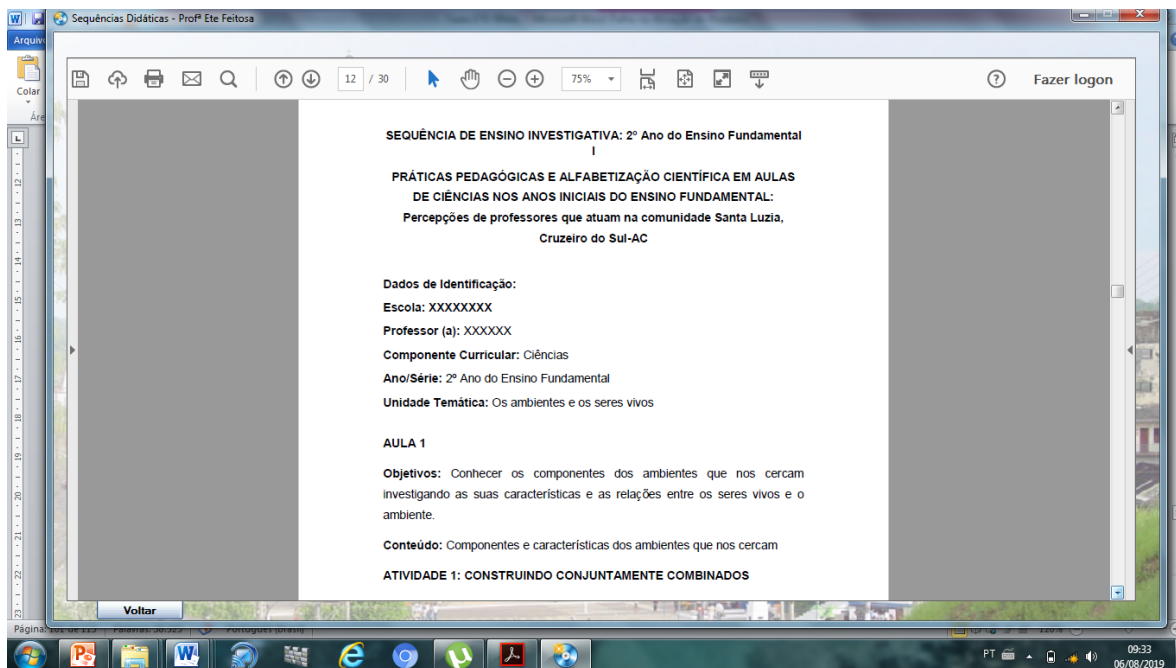 Sequências Didáticas - Profª Ete Feitosa
Arquivo
Colar
12 / 30
75%
Fazer logon
SEQUÊNCIA DE ENSINO INVESTIGATIVA: 2º Ano do Ensino Fundamental
I
PRÁTICAS PEDAGÓGICAS E ALFABETIZAÇÃO CIENTÍFICA EM AULAS
DE CIÊNCIAS NOS ANOS INICIAIS DO ENSINO FUNDAMENTAL:
Percepções de professores que atuam na comunidade Santa Luzia,
Cruzeiro do Sul-AC
Dados de Identificação:
Escola: XXXXXXXX
Professor (a): XXXXXX
Componente Curricular: Ciências
Ano/Série: 2º Ano do Ensino Fundamental
Unidade Temática: Os ambientes e os seres vivos
AULA 1
Objetivos: Conhecer os componentes dos ambientes que nos cercam
investigando as suas características e as relações entre os seres vivos e o
ambiente.
Conteúdo: Componentes e características dos ambientes que nos cercam
ATIVIDADE 1: CONSTRUINDO CONJUNTAMENTE COMBINADOS
Voltar
PT
09:33
06/08/2019